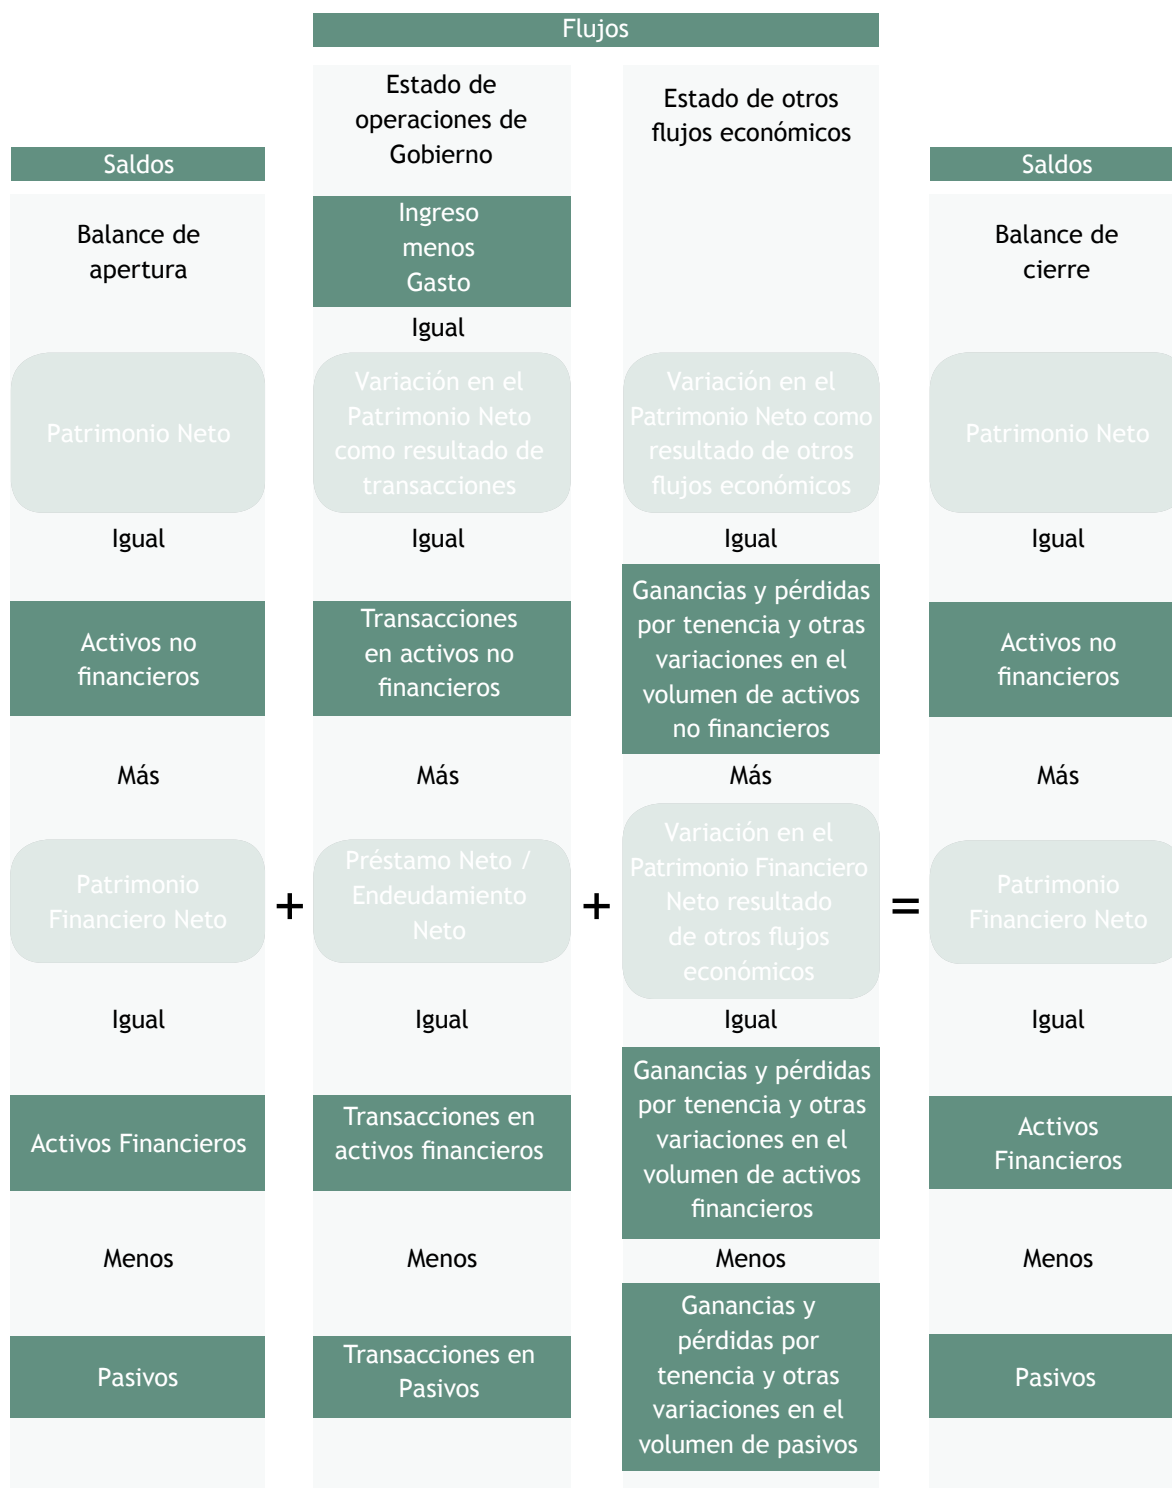 Flujos
Saldos
Balance de
apertura
Patrimonio Neto
Igual
Activos no
financieros
Más
Patrimonio
Financiero Neto
Igual
Activos Financieros
Menos
Pasivos
+
Estado de
operaciones de
Gobierno
Ingreso
menos
Gasto
Igual
Variación en el
Patrimonio Neto
como resultado de
transacciones
Igual
Transacciones
en activos no
financieros
Más
Préstamo Neto /
Endeudamiento
Neto
Igual
Transacciones en
activos financieros
Menos
Transacciones en
Pasivos
+
Estado de otros
flujos económicos
Variación en el
Patrimonio Neto como
resultado de otros
flujos económicos
Igual
Ganancias y pérdidas
por tenencia y otras
variaciones en el
volumen de activos
no financieros
Más
Variación en el
Patrimonio Financiero
Neto resultado
de otros flujos
económicos
Igual
Ganancias y pérdidas
por tenencia y otras
variaciones en el
volumen de activos
financieros
Menos
Ganancias y
pérdidas por
tenencia y otras
variaciones en el
volumen de pasivos
=
Saldos
Balance de
cierre
Patrimonio Neto
Igual
Activos no
financieros
Más
Patrimonio
Financiero Neto
Igual
Activos
Financieros
Menos
Pasivos